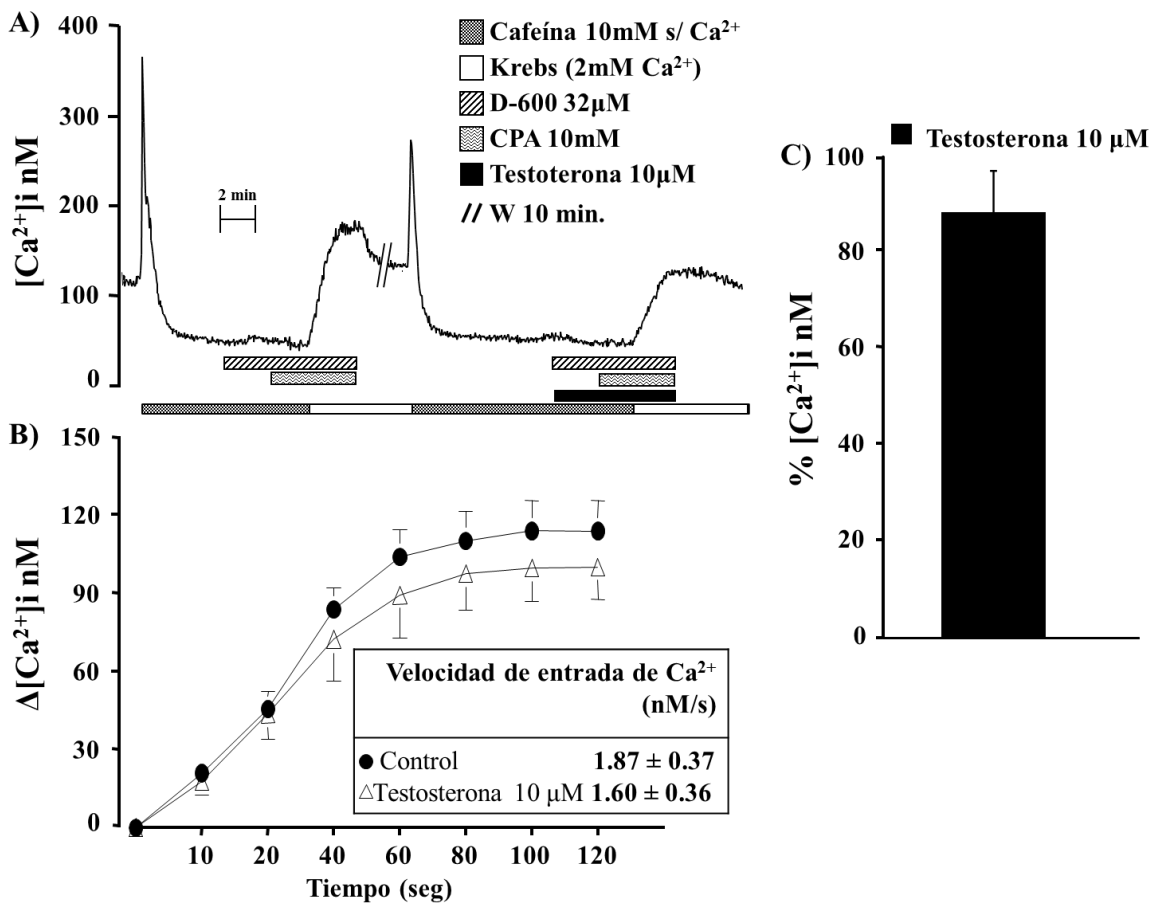 A)
400
300
200
100
0
[Ca²⁺]i nM
2 min
Cafeína 10mM s/ Ca²⁺
Krebs (2mM Ca²⁺)
D-600 32µM
CPA 10mM
Testoterona 10µM
// W 10 min.
B)
150
120
90
60
30
0
Δ[Ca²⁺]i nM
10 20 40 60 80 100 120
Tiempo (seg)
Velocidad de entrada de Ca²⁺
(nM/s)
Control 1.87 ± 0.37
Testosterona 10 µM 1.60 ± 0.36
C)
Testosterona 10 µM
100
80
60
40
20
0
% [Ca²⁺]i nM